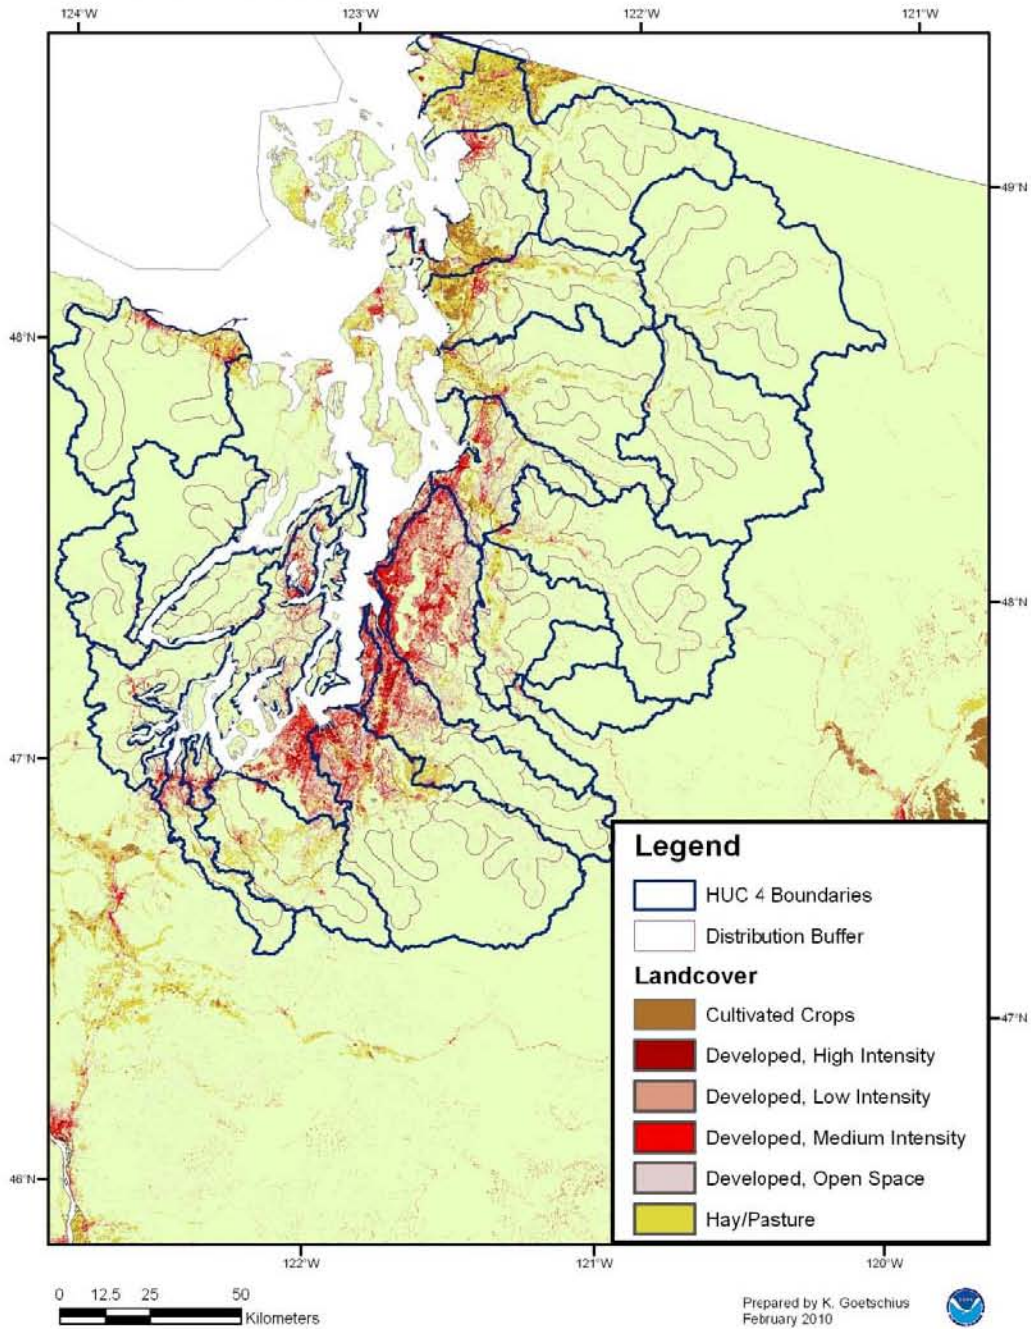 124°W 123°W 122°W 121°W
49°N
48°N
48°N
47°N
Legend
HUC 4 Boundaries
Distribution Buffer
Landcover
Cultivated Crops
47°N
Developed, High Intensity
Developed, Low Intensity
Developed, Medium Intensity
46°N
Developed, Open Space
Hay/Pasture
122°W 121°W 120°W
0 12.5 25 50
Kilometers
Prepared by K. Goetschius
February 2010